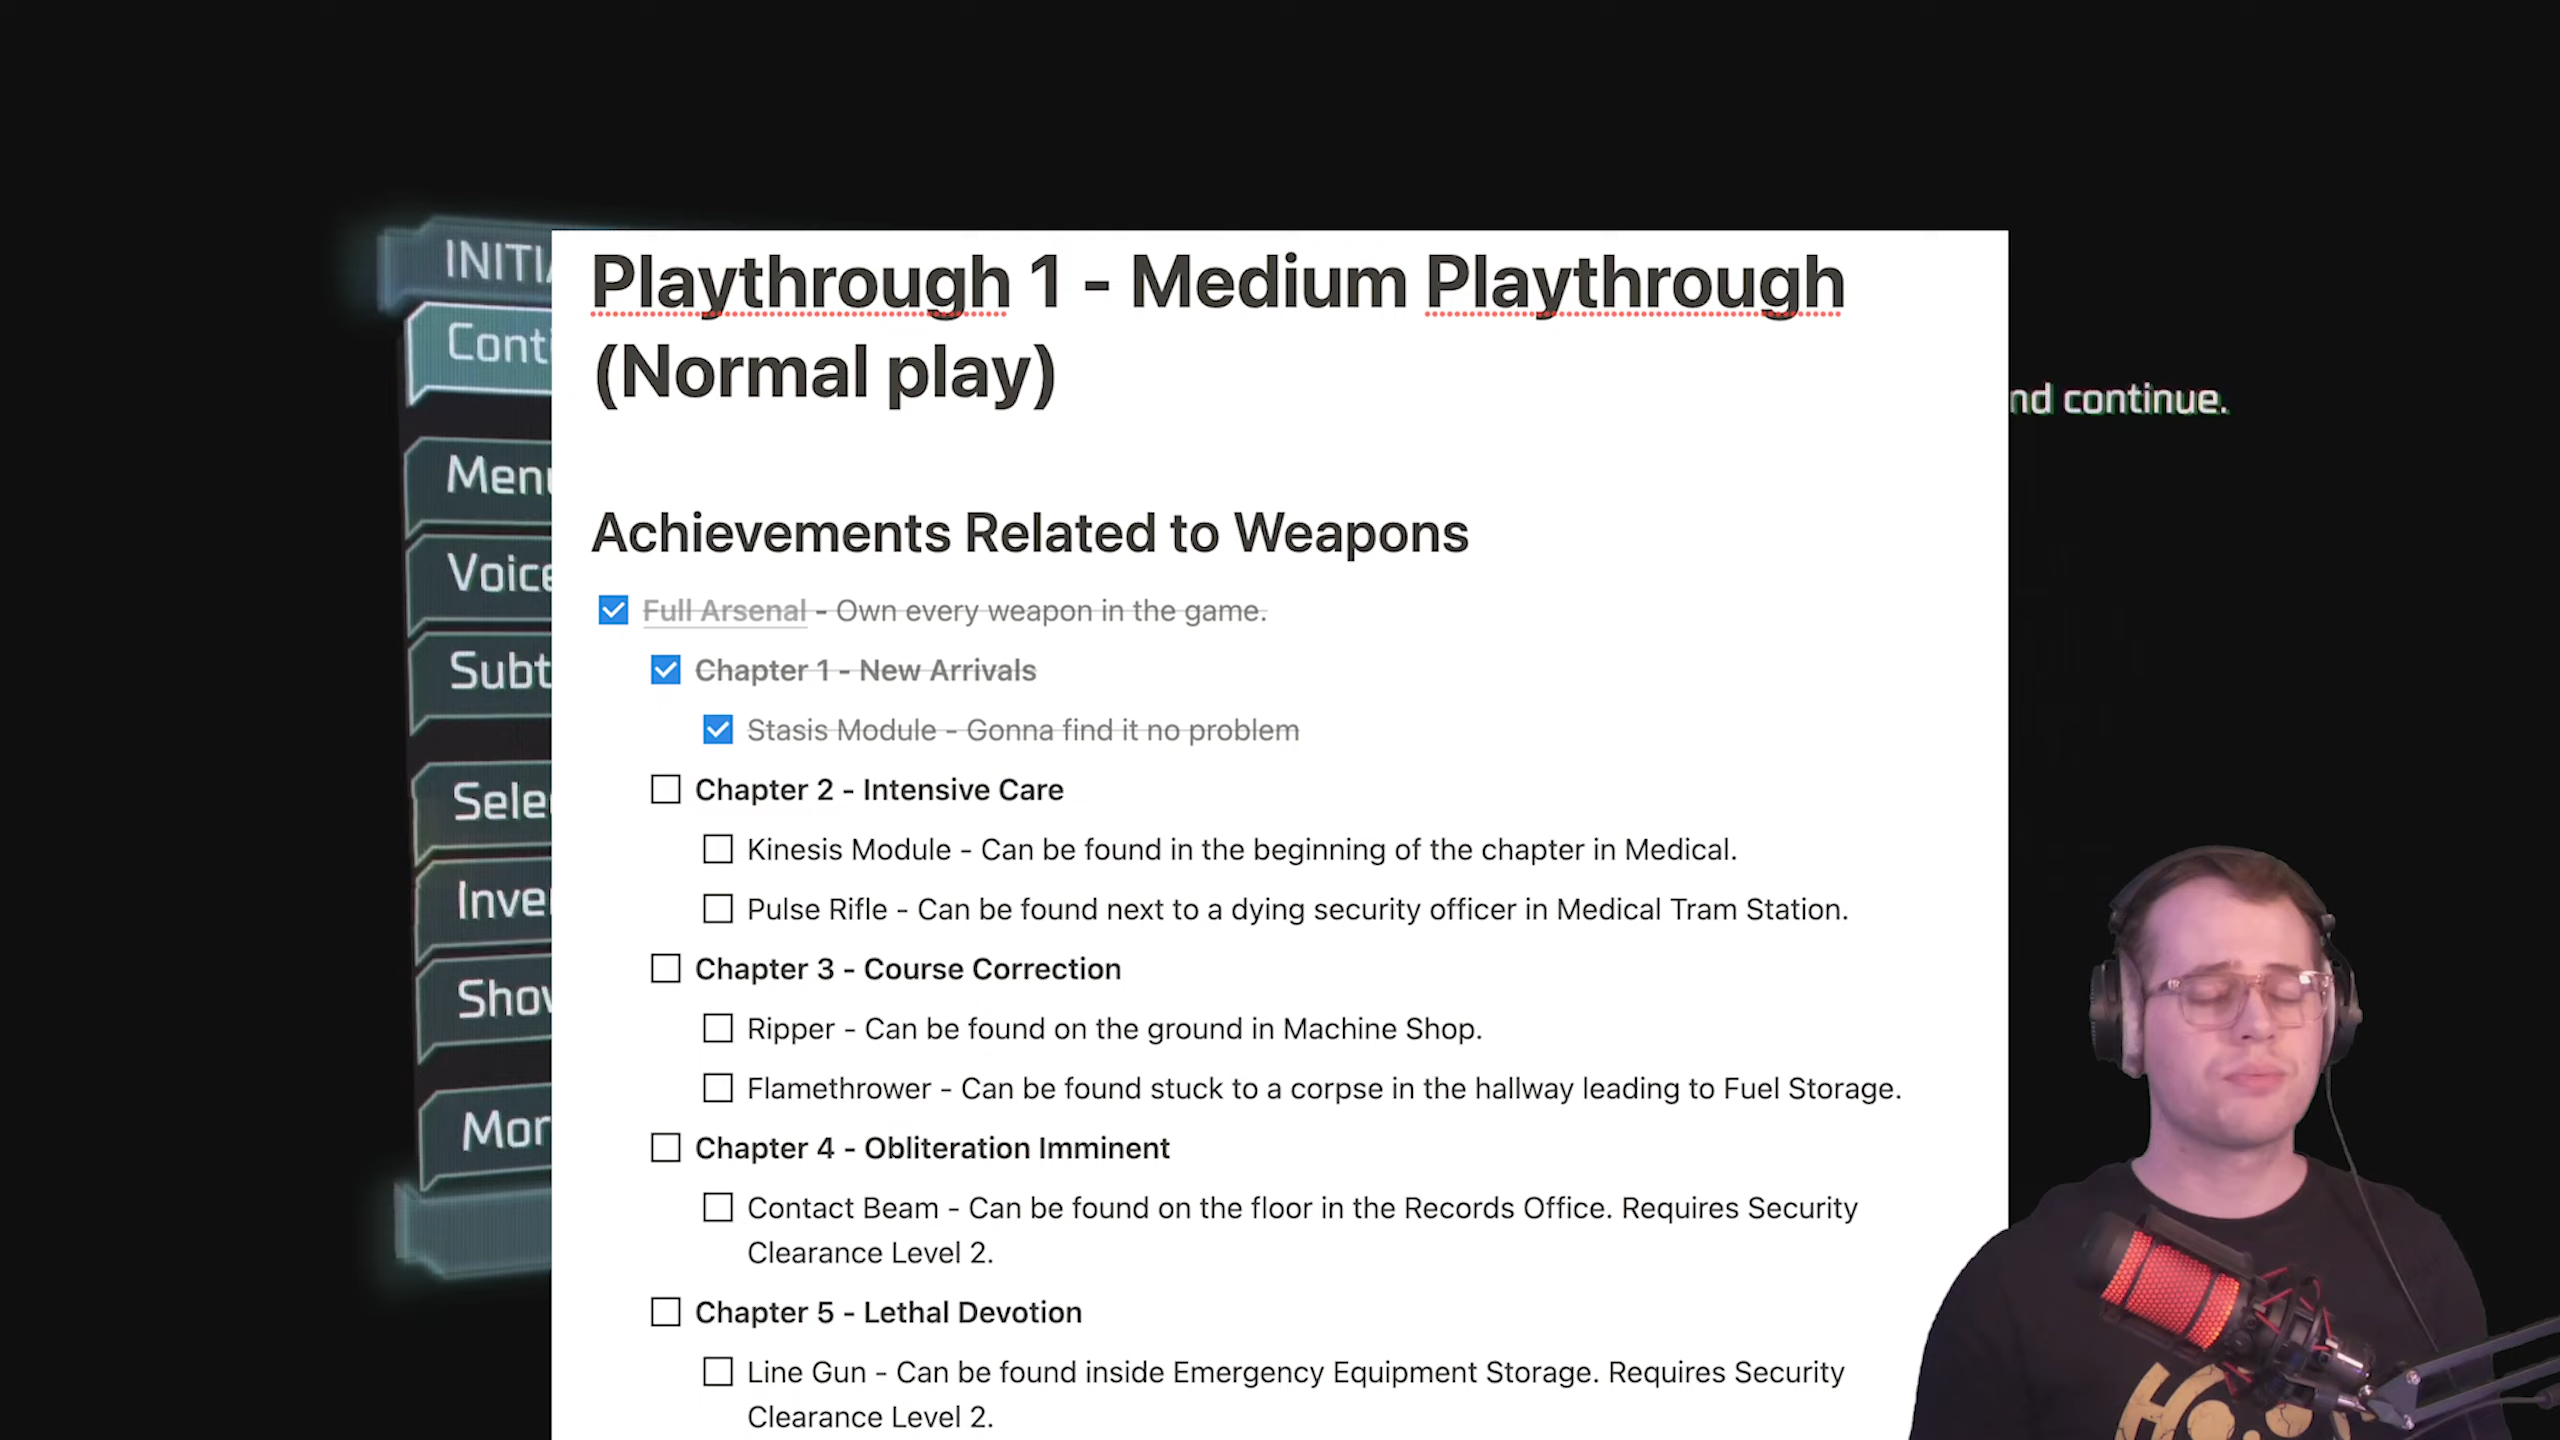 INITI
Conti
Menu
Voice
Subt
Sele
Inve
Show
Mor
Playthrough 1 - Medium Playthrough
(Normal play)
Achievements Related to Weapons
Full Arsenal - Own every weapon in the game.
Chapter 1 - New Arrivals
Stasis Module - Gonna find it no problem
Chapter 2 - Intensive Care
Kinesis Module - Can be found in the beginning of the chapter in Medical.
Pulse Rifle - Can be found next to a dying security officer in Medical Tram Station.
Chapter 3 - Course Correction
Ripper - Can be found on the ground in Machine Shop.
Flamethrower - Can be found stuck to a corpse in the hallway leading to Fuel Storage.
Chapter 4 - Obliteration Imminent
Contact Beam - Can be found on the floor in the Records Office. Requires Security
Clearance Level 2.
Chapter 5 - Lethal Devotion
Line Gun - Can be found inside Emergency Equipment Storage. Requires Security
Clearance Level 2.
nd continue.